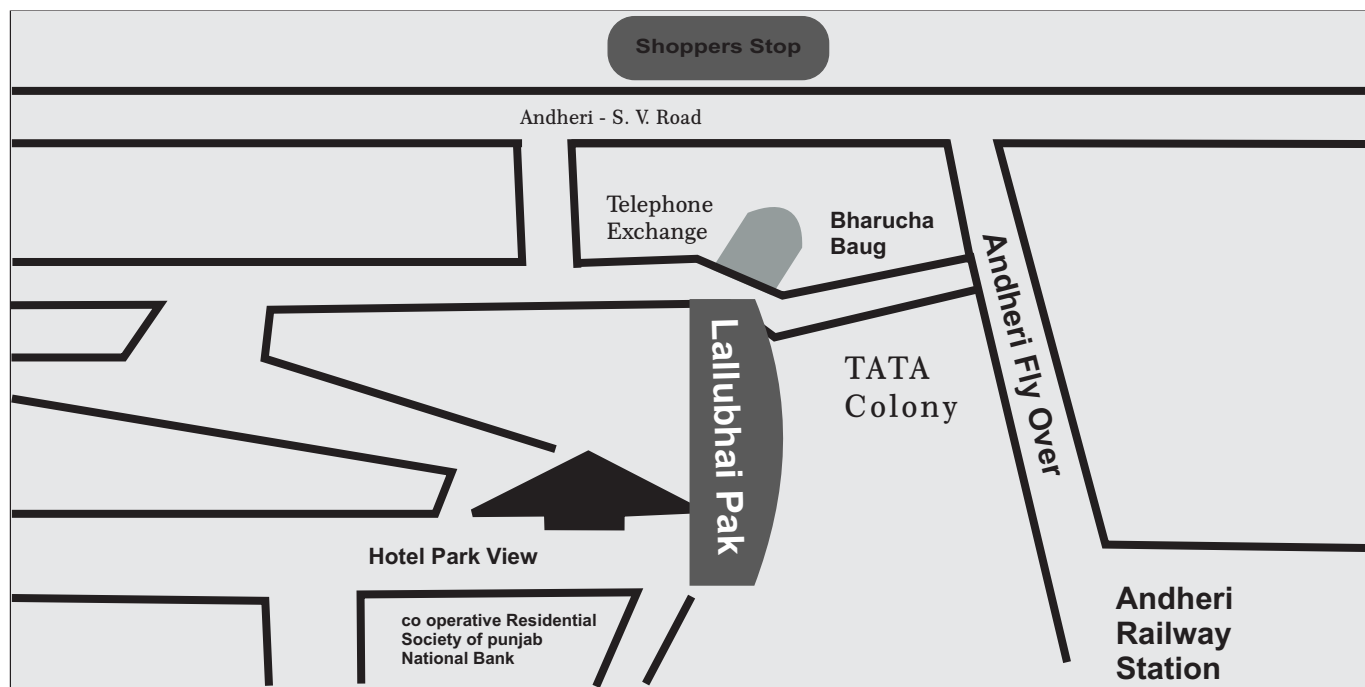 Shoppers Stop
Andheri - S. V. Road
Telephone
Exchange
Bharucha
Baug
Andheri Fly Over
Lallubhai Pak
TATA
Colony
Hotel Park View
co operative Residential
Society of punjab
National Bank
Andheri
Railway
Station